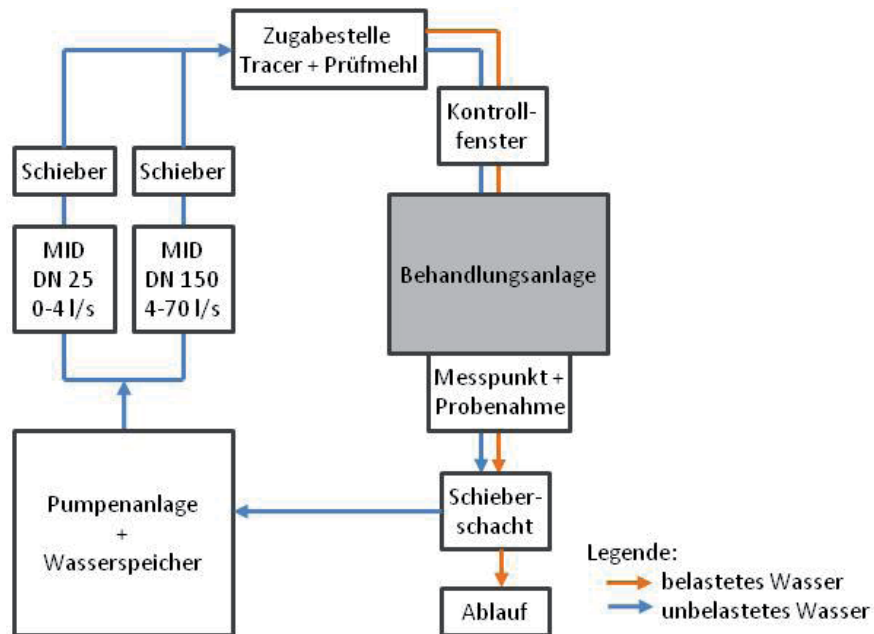 Zugabestelle
Tracer + Prüfmehl
Kontroll-
fenster
Schieber
Schieber
MID
DN 25
0-4 l/s
MID
DN 150
4-70 l/s
Behandlungsanlage
Messpunkt +
Probenahme
Pumpenanlage
+
Wasserspeicher
Schieber-
schacht
Ablauf
Legende:
belastetes Wasser
unbelastetes Wasser